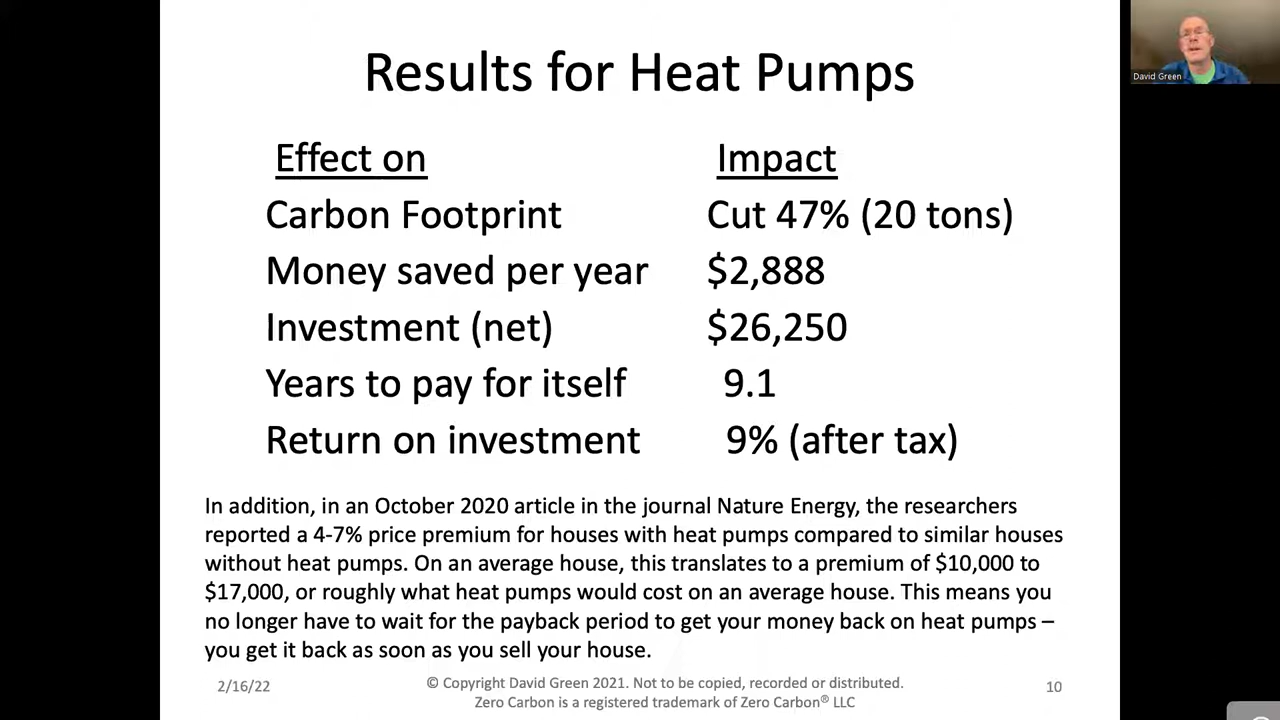 Results for Heat Pumps
David Green
Effect on Impact
Carbon Footprint Cut 47% (20 tons)
Money saved per year $2,888
Investment (net) $26,250
Years to pay for itself 9.1
Return on investment 9% (after tax)
In addition, in an October 2020 article in the journal Nature Energy, the researchers
reported a 4-7% price premium for houses with heat pumps compared to similar houses
without heat pumps. On an average house, this translates to a premium of $10,000 to
$17,000, or roughly what heat pumps would cost on an average house. This means you
no longer have to wait for the payback period to get your money back on heat pumps –
you get it back as soon as you sell your house.
2/16/22
© Copyright David Green 2021. Not to be copied, recorded or distributed.
Zero Carbon is a registered trademark of Zero Carbon® LLC
10